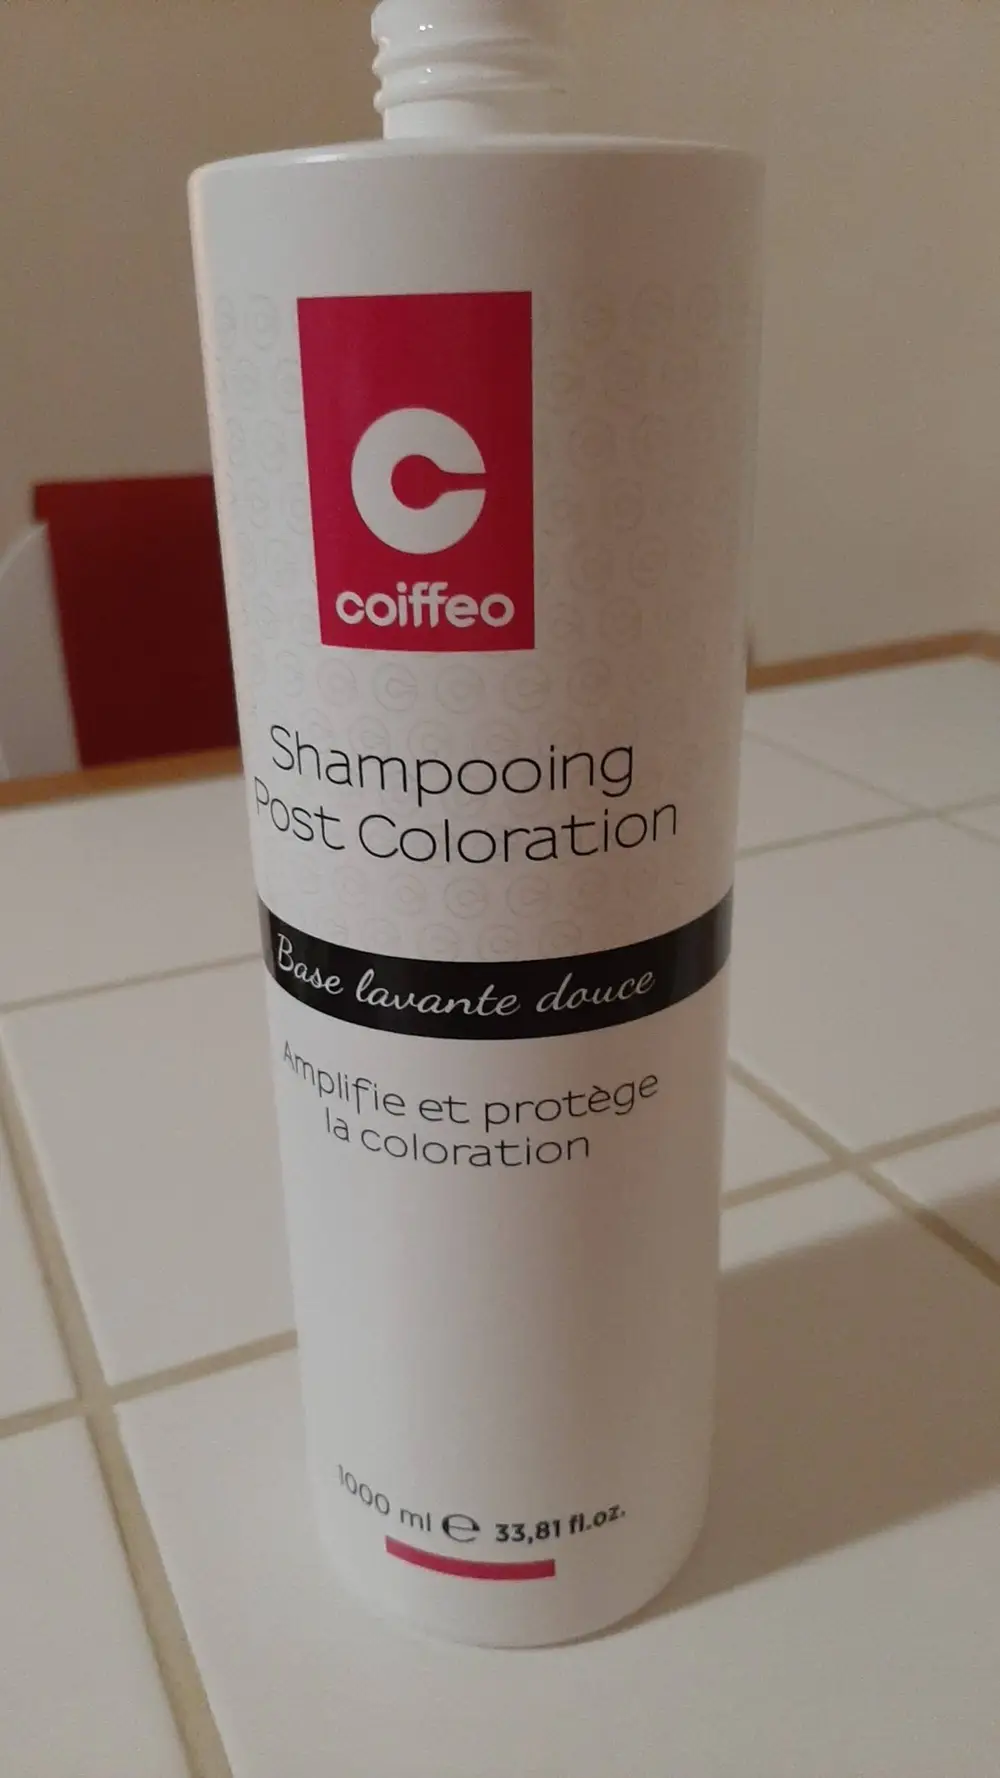 coiffeo
Shampooing
Post Coloration
Base lavante douce
Amplifie et protège
la coloration
1000 ml ℮ 33,81 fl.oz.